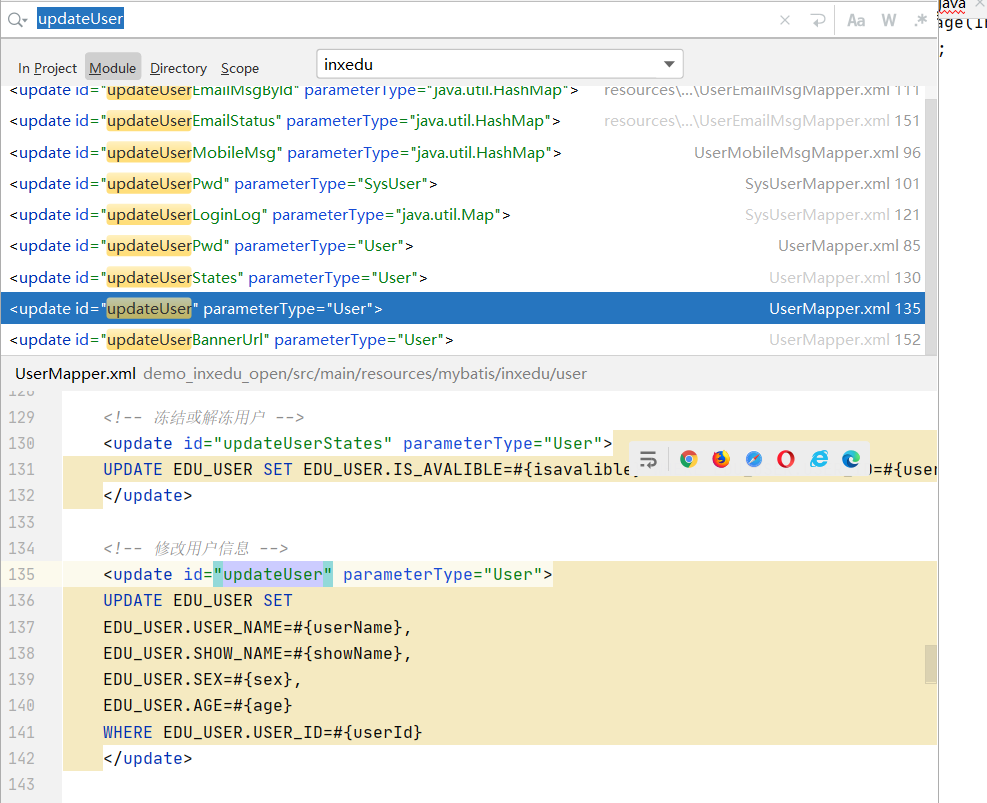 updateUser
Aa W .*
java
In Project Module Directory Scope inxedu
<update id="updateUserEmailMsgById" parameterType="java.util.HashMap"> resources\...\UserEmailMsgMapper.xml 111
<update id="updateUserEmailStatus" parameterType="java.util.HashMap"> resources\...\UserEmailMsgMapper.xml 151
<update id="updateUserMobileMsg" parameterType="java.util.HashMap"> UserMobileMsgMapper.xml 96
<update id="updateUserPwd" parameterType="SysUser"> SysUserMapper.xml 101
<update id="updateUserLoginLog" parameterType="java.util.Map"> SysUserMapper.xml 121
<update id="updateUserPwd" parameterType="User"> UserMapper.xml 85
<update id="updateUserStates" parameterType="User"> UserMapper.xml 130
<update id="updateUser" parameterType="User"> UserMapper.xml 135
<update id="updateUserBannerUrl" parameterType="User"> UserMapper.xml 152
UserMapper.xml demo_inxedu_open/src/main/resources/mybatis/inxedu/user
128
129 <!-- 冻结或解冻用户 -->
130 <update id="updateUserStates" parameterType="User">
131 UPDATE EDU_USER SET EDU_USER.IS_AVALIBLE=#{isavalible =#{user
132 </update>
133
134 <!-- 修改用户信息 -->
135 <update id="updateUser" parameterType="User">
136 UPDATE EDU_USER SET
137 EDU_USER.USER_NAME=#{userName},
138 EDU_USER.SHOW_NAME=#{showName},
139 EDU_USER.SEX=#{sex},
140 EDU_USER.AGE=#{age}
141 WHERE EDU_USER.USER_ID=#{userId}
142 </update>
143